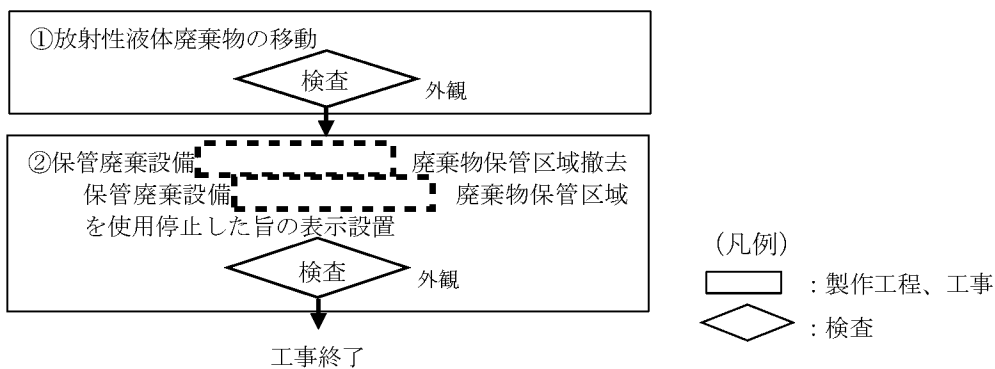 ①放射性液体廃棄物の移動
検査
外観
②保管廃棄設備 廃棄物保管区域撤去
保管廃棄設備 廃棄物保管区域
を使用停止した旨の表示設置
検査
外観
工事終了
(凡例)
:製作工程、工事
:検査